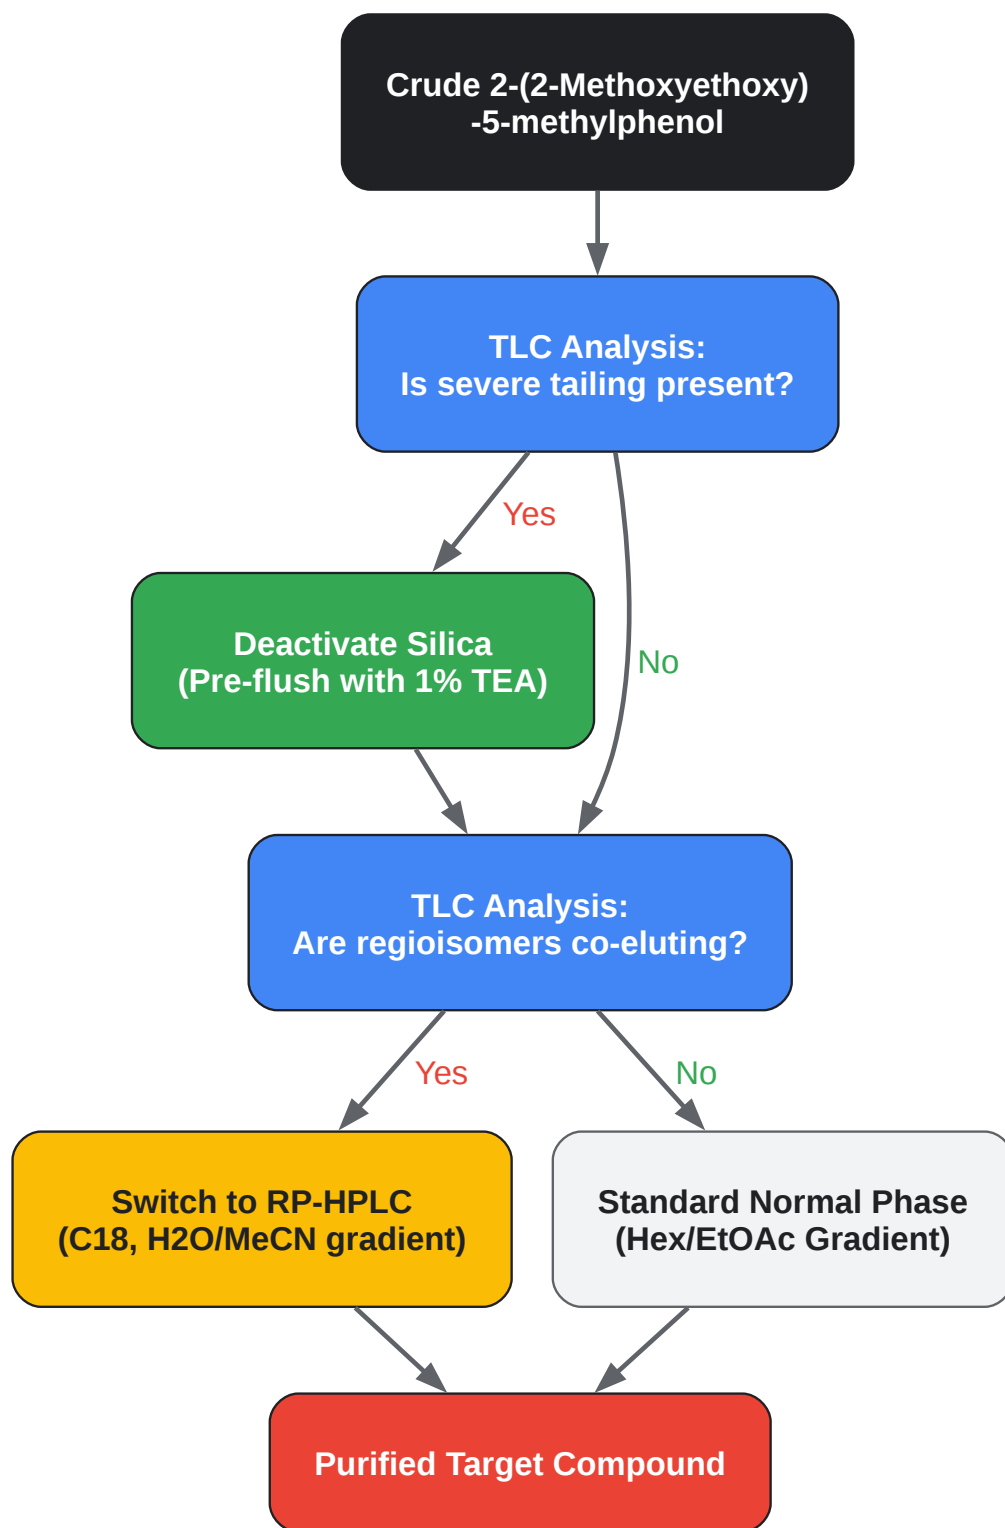 Crude 2-(2-Methoxyethoxy)
-5-methylphenol
TLC Analysis:
Is severe tailing present?
Yes
Deactivate Silica
(Pre-flush with 1% TEA)
No
TLC Analysis:
Are regioisomers co-eluting?
Yes
No
Switch to RP-HPLC
(C18, H2O/MeCN gradient)
Standard Normal Phase
(Hex/EtOAc Gradient)
Purified Target Compound